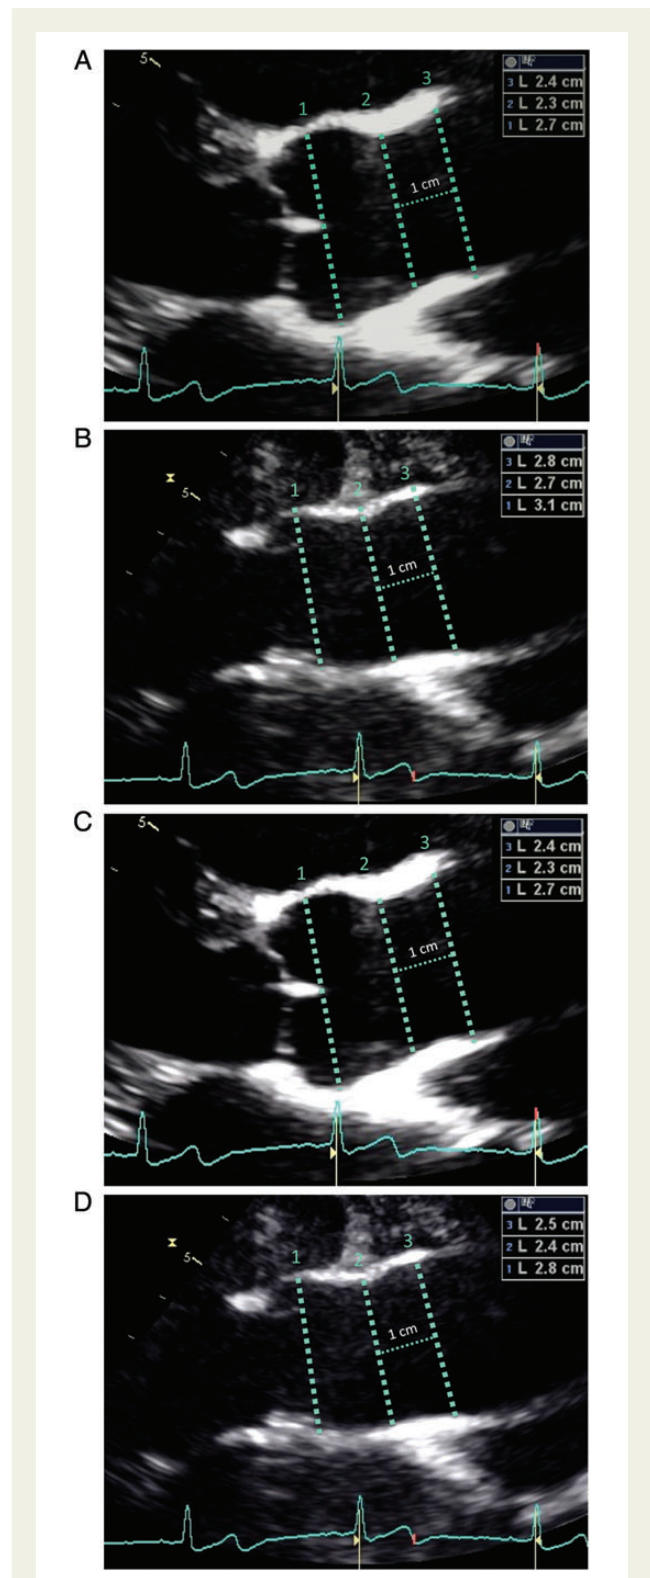 A
5
3 L 2.4 cm
2 L 2.3 cm
1 L 2.7 cm
1
2
3
1 cm
B
5
3 L 2.8 cm
2 L 2.7 cm
1 L 3.1 cm
1
2
3
1 cm
C
5
3 L 2.4 cm
2 L 2.3 cm
1 L 2.7 cm
1
2
3
1 cm
D
5
3 L 2.5 cm
2 L 2.4 cm
1 L 2.8 cm
1
2
3
1 cm